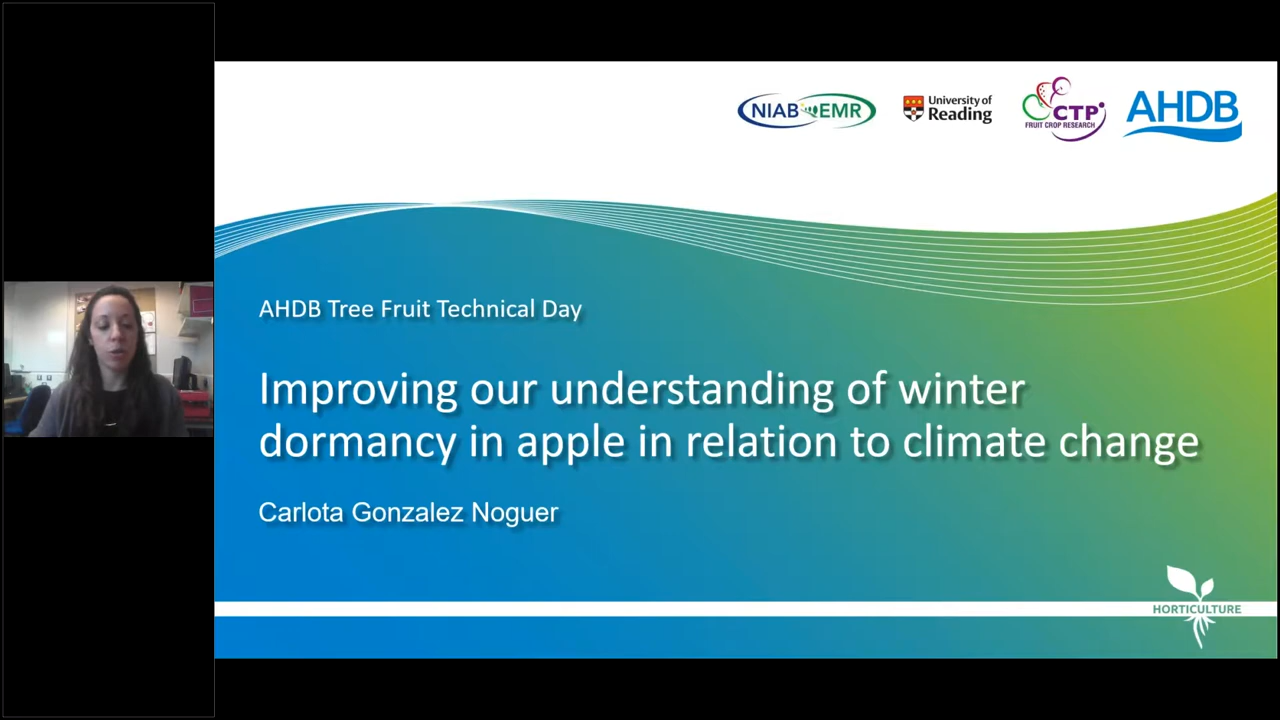 NIAB EMR
University of
Reading
CTP
FRUIT CROP RESEARCH
AHDB
AHDB Tree Fruit Technical Day
Improving our understanding of winter
dormancy in apple in relation to climate change
Carlota Gonzalez Noguer
HORTICULTURE